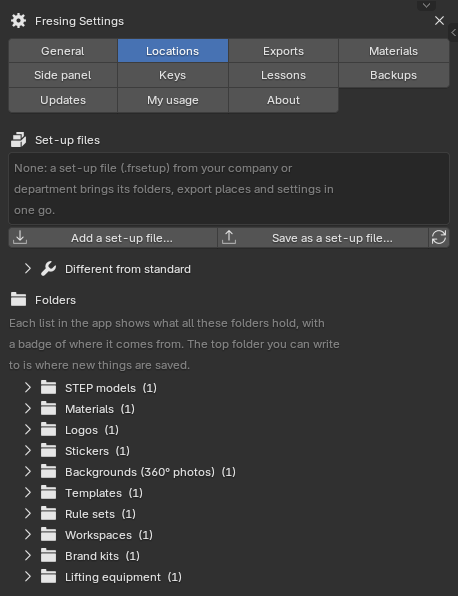 Fresing Settings
General
Locations
Exports
Materials
Side panel
Keys
Lessons
Backups
Updates
My usage
About
Set-up files
None: a set-up file (.frsetup) from your company or
department brings its folders, export places and settings in
one go.
Add a set-up file...
Save as a set-up file...
Different from standard
Folders
Each list in the app shows what all these folders hold, with
a badge of where it comes from. The top folder you can write
to is where new things are saved.
STEP models (1)
Materials (1)
Logos (1)
Stickers (1)
Backgrounds (360° photos) (1)
Templates (1)
Rule sets (1)
Workspaces (1)
Brand kits (1)
Lifting equipment (1)